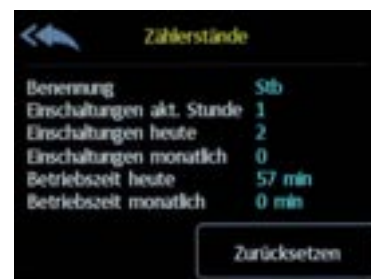 Zählerstände
Benennung Stb
Einschaltungen akt. Stunde 1
Einschaltungen heute 2
Einschaltungen monatlich 0
Betriebszeit heute 57 min
Betriebszeit monatlich 0 min
Zurücksetzen